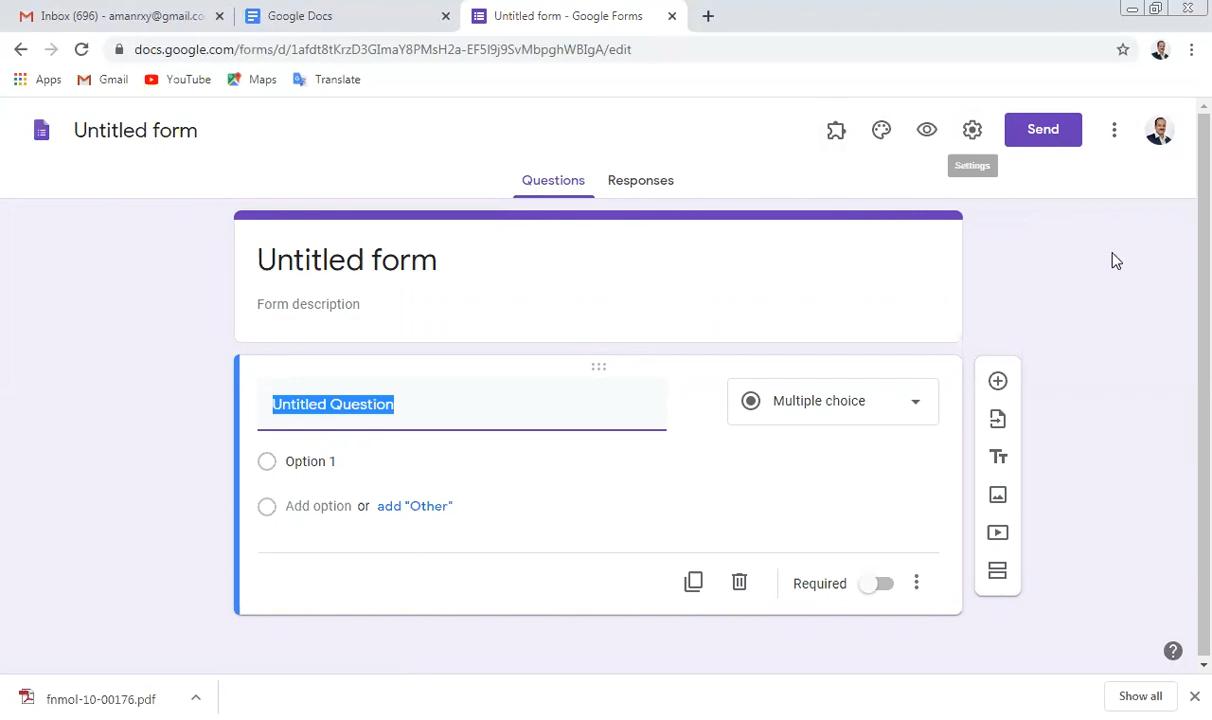 Inbox (696) - amanrxy@gmail.co
Google Docs
Untitled form - Google Forms
docs.google.com/forms/d/1afdt8tKrzD3GImaY8PMsH2a-EF5I9j9SvMbpghWBIgA/edit
Apps
Gmail
YouTube
Maps
Translate
Untitled form
Send
Settings
Questions
Responses
Untitled form
Form description
Untitled Question
Multiple choice
Option 1
Add option or add "Other"
Required
fnmol-10-00176.pdf
Show all